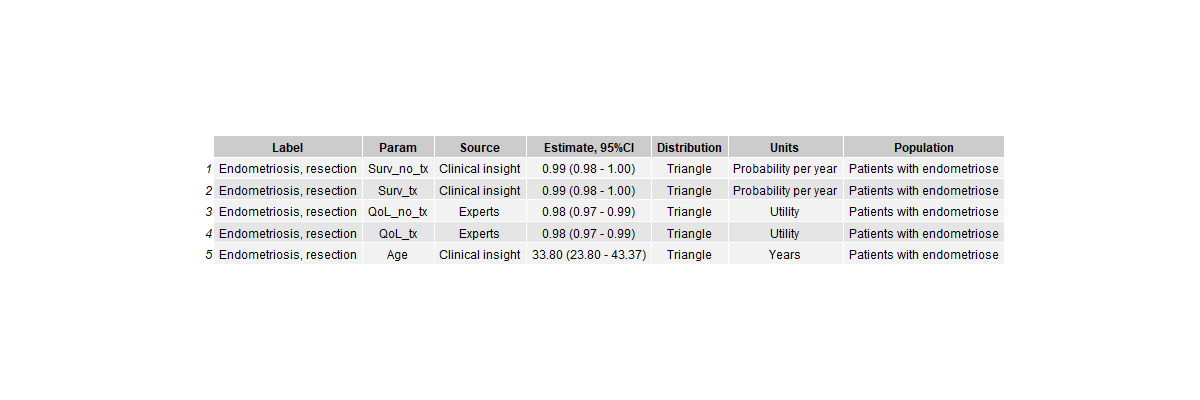 Label Param Source Estimate, 95%CI Distribution Units Population
1 Endometriosis, resection Surv_no_tx Clinical insight 0.99 (0.98 - 1.00) Triangle Probability per year Patients with endometriose
2 Endometriosis, resection Surv_tx Clinical insight 0.99 (0.98 - 1.00) Triangle Probability per year Patients with endometriose
3 Endometriosis, resection QoL_no_tx Experts 0.98 (0.97 - 0.99) Triangle Utility Patients with endometriose
4 Endometriosis, resection QoL_tx Experts 0.98 (0.97 - 0.99) Triangle Utility Patients with endometriose
5 Endometriosis, resection Age Clinical insight 33.80 (23.80 - 43.37) Triangle Years Patients with endometriose